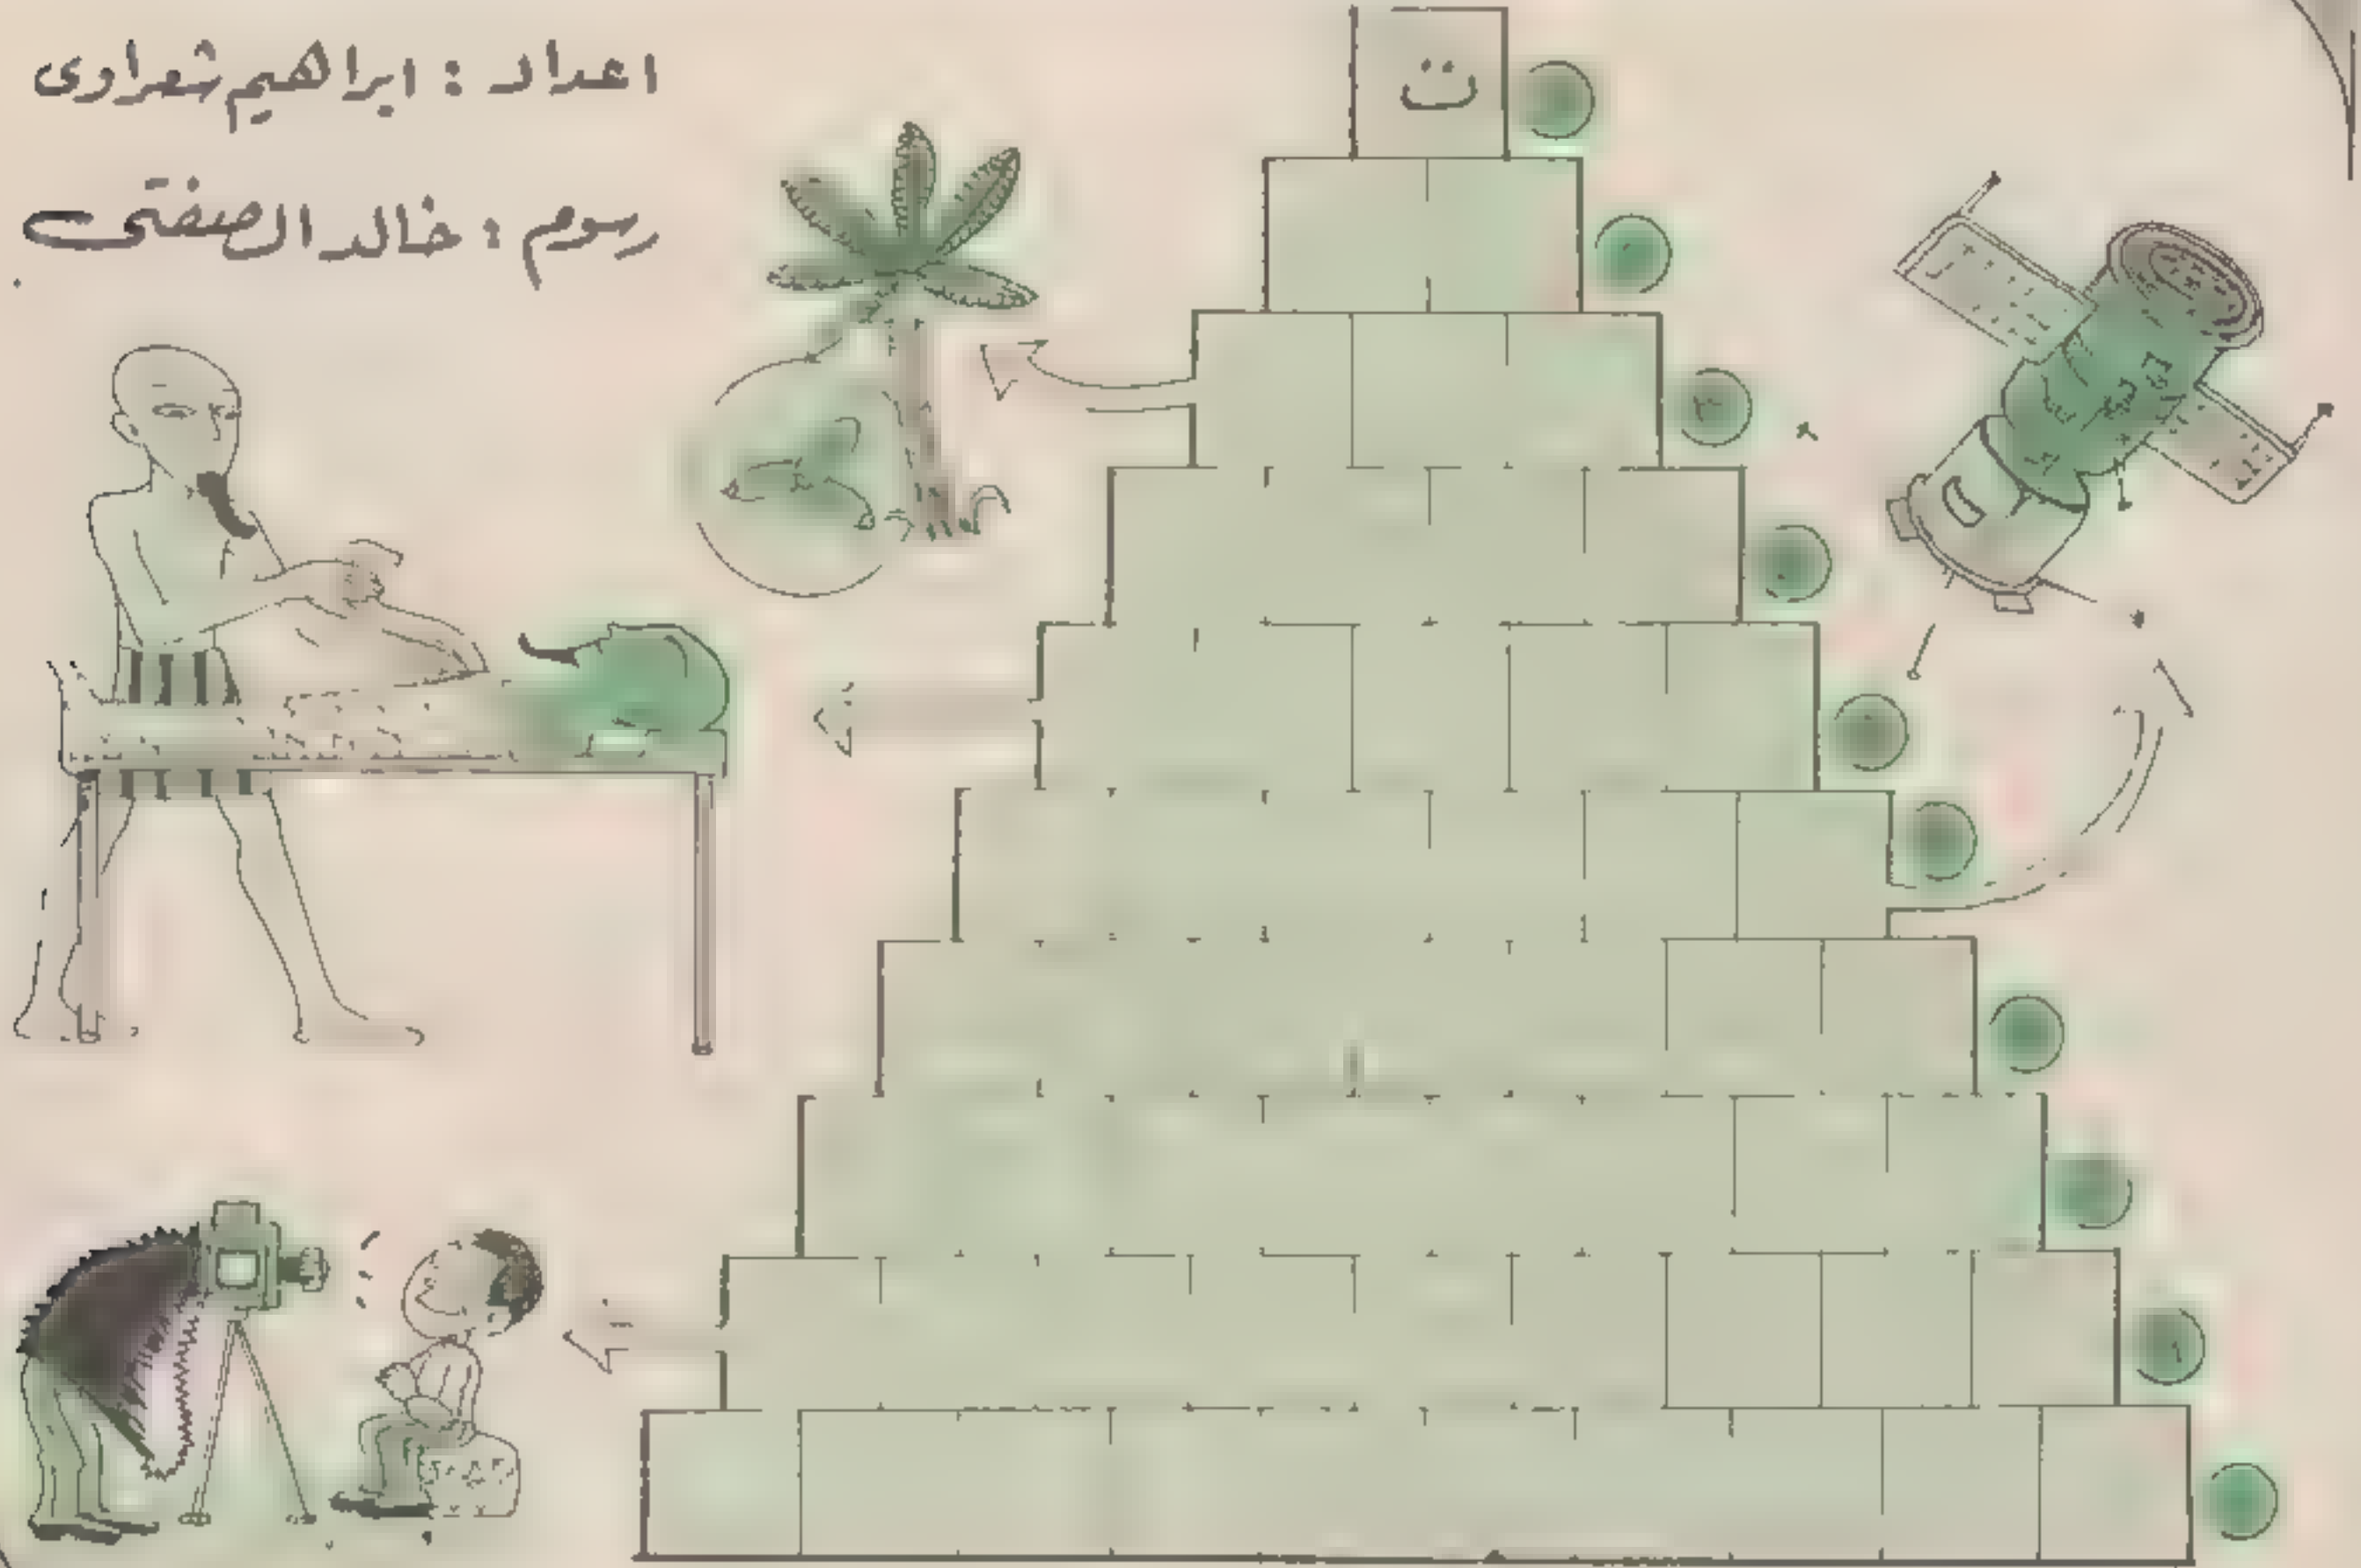 اعداد : ابراهيم شعراوى
رسوم : خالد الصفتى
ت